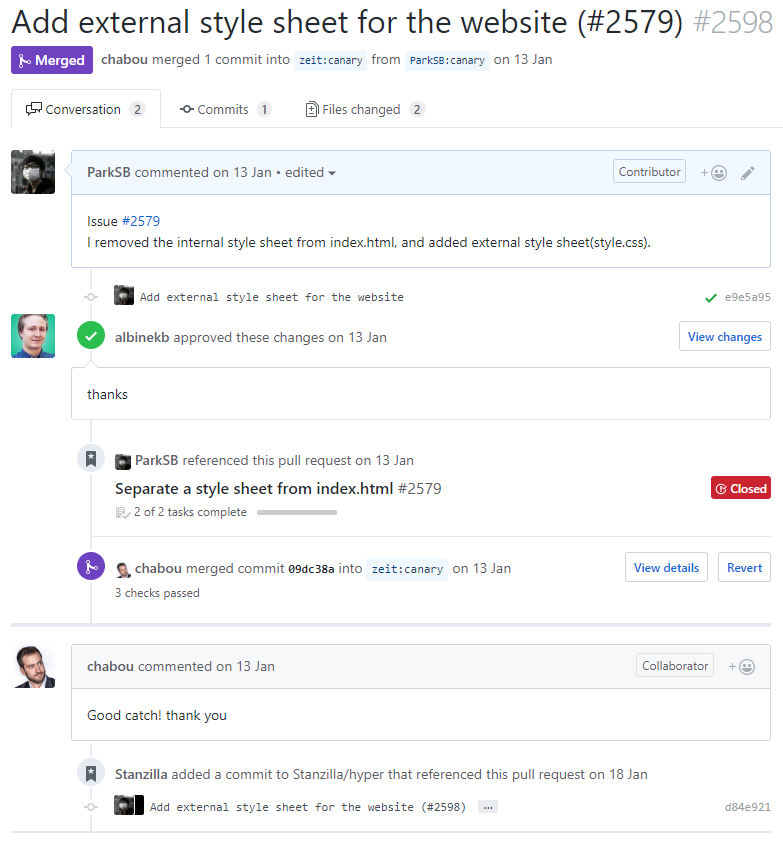 Add external style sheet for the website (#2579) #2598
Merged chabou merged 1 commit into zeit:canary from ParkSB:canary on 13 Jan
Conversation 2 Commits 1 Files changed 2
ParkSB commented on 13 Jan • edited Contributor +
Issue #2579
I removed the internal style sheet from index.html, and added external style sheet(style.css).
Add external style sheet for the website e9e5a95
albinekb approved these changes on 13 Jan View changes
thanks
ParkSB referenced this pull request on 13 Jan
Separate a style sheet from index.html #2579 Closed
2 of 2 tasks complete
chabou merged commit 09dc38a into zeit:canary on 13 Jan View details Revert
3 checks passed
chabou commented on 13 Jan Collaborator +
Good catch! thank you
Stanzilla added a commit to Stanzilla/hyper that referenced this pull request on 18 Jan
Add external style sheet for the website (#2598) ... d84e921